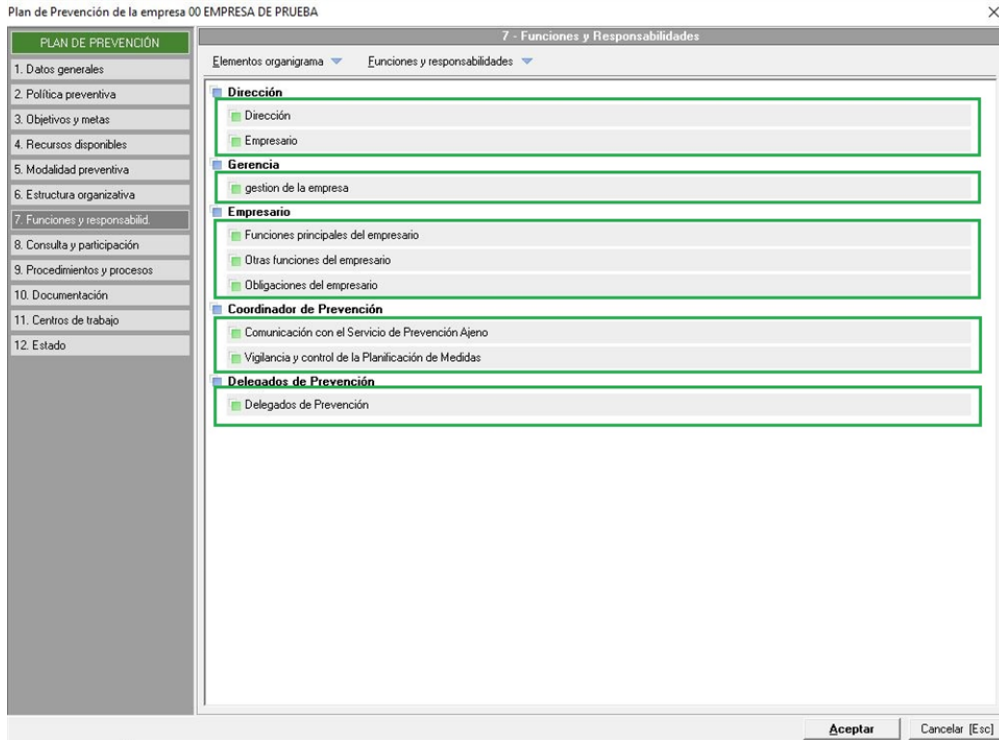 Plan de Prevención de la empresa 00 EMPRESA DE PRUEBA
PLAN DE PREVENCIÓN
1. Datos generales
2. Política preventiva
3. Objetivos y metas
4. Recursos disponibles
5. Modalidad preventiva
6. Estructura organizativa
7. Funciones y responsabilid.
8. Consulta y participación
9. Procedimientos y procesos
10. Documentación
11. Centros de trabajo
12. Estado
7 - Funciones y Responsabilidades
Elementos organigrama
Funciones y responsabilidades
Dirección
Dirección
Empresario
Gerencia
gestion de la empresa
Empresario
Funciones principales del empresario
Otras funciones del empresario
Obligaciones del empresario
Coordinador de Prevención
Comunicación con el Servicio de Prevención Ajeno
Vigilancia y control de la Planificación de Medidas
Delegados de Prevención
Delegados de Prevención
Aceptar
Cancelar [Esc]